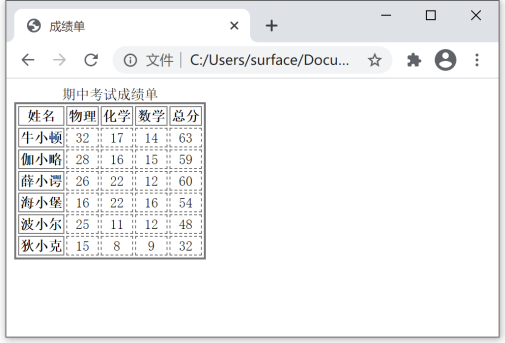 成绩单
文件 C:/Users/surface/Docu...
期中考试成绩单
姓名 物理 化学 数学 总分
牛小顿 32 17 14 63
伽小略 28 16 15 59
薛小谔 26 22 12 60
海小堡 16 22 16 54
波小尔 25 11 12 48
狄小克 15 8 9 32